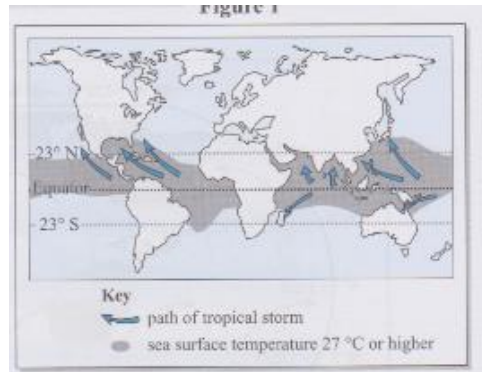 Figure 1
23° N
Equator
23° S
Key
path of tropical storm
sea surface temperature 27 °C or higher